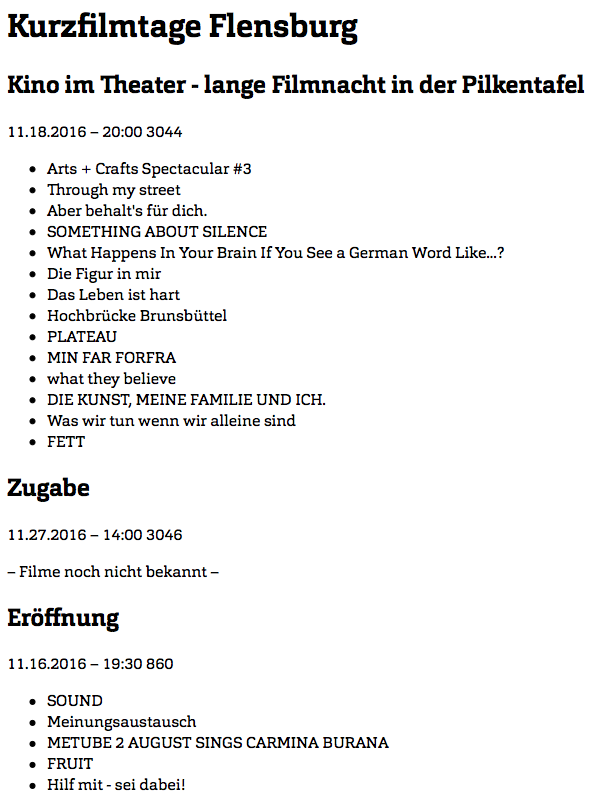 Kurzfilmtage Flensburg
Kino im Theater - lange Filmnacht in der Pilkentafel
11.18.2016 – 20:00 3044
Arts + Crafts Spectacular #3
Through my street
Aber behalt's für dich.
SOMETHING ABOUT SILENCE
What Happens In Your Brain If You See a German Word Like...?
Die Figur in mir
Das Leben ist hart
Hochbrücke Brunsbüttel
PLATEAU
MIN FAR FORFRA
what they believe
DIE KUNST, MEINE FAMILIE UND ICH.
Was wir tun wenn wir alleine sind
FETT
Zugabe
11.27.2016 – 14:00 3046
– Filme noch nicht bekannt –
Eröffnung
11.16.2016 – 19:30 860
SOUND
Meinungsaustausch
METUBE 2 AUGUST SINGS CARMINA BURANA
FRUIT
Hilf mit - sei dabei!